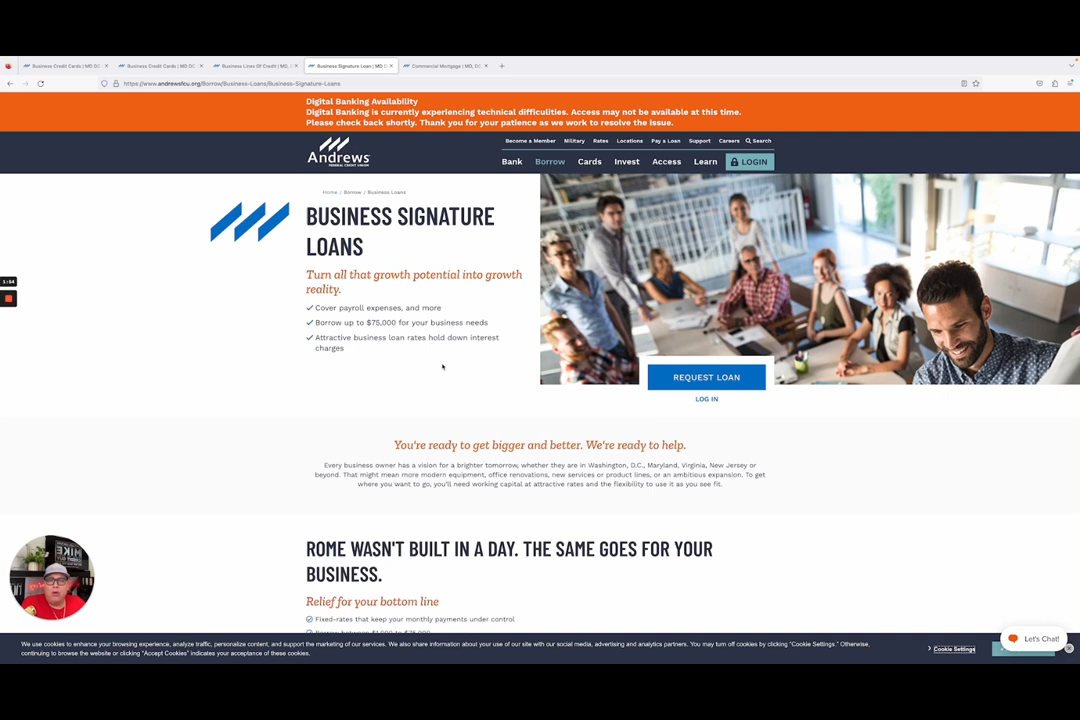 Business Credit Cards | MD DC
Business Credit Cards | MD DC
Business Lines Of Credit | MD
Business Signature Loan | MD D
Commercial Mortgage | MD, DC
https://www.andrewsfcu.org/Borrow/Business-Loans/Business-Signature-Loans
Digital Banking Availability
Digital Banking is currently experiencing technical difficulities. Access may not be available at this time.
Please check back shortly. Thank you for your patience as we work to resolve the issue.
Become a Member Military Rates Locations Pay a Loan Support Careers Search
Andrews
FEDERAL CREDIT UNION
Bank Borrow Cards Invest Access Learn LOGIN
Home / Borrow / Business Loans
BUSINESS SIGNATURE
LOANS
Turn all that growth potential into growth
reality.
Cover payroll expenses, and more
Borrow up to $75,000 for your business needs
Attractive business loan rates hold down interest
charges
1:54
REQUEST LOAN
LOG IN
You're ready to get bigger and better. We're ready to help.
Every business owner has a vision for a brighter tomorrow, whether they are in Washington, D.C., Maryland, Virginia, New Jersey or
beyond. That might mean more modern equipment, office renovations, new services or product lines, or an ambitious expansion. To get
where you want to go, you'll need working capital at attractive rates and the flexibility to use it as you see fit.
ROME WASN'T BUILT IN A DAY. THE SAME GOES FOR YOUR
BUSINESS.
Relief for your bottom line
Fixed-rates that keep your monthly payments under control
MIKE
CREDIT
GUY
Let's Chat!
We use cookies to enhance your browsing experience, analyze traffic, personalize content, and support the marketing of our services. We also share information about your use of our site with our social media, advertising and analytics partners. You may turn off cookies by clicking "Cookie Settings." Otherwise,
continuing to browse the website or clicking "Accept Cookies" indicates your acceptance of these cookies.
Cookie Settings